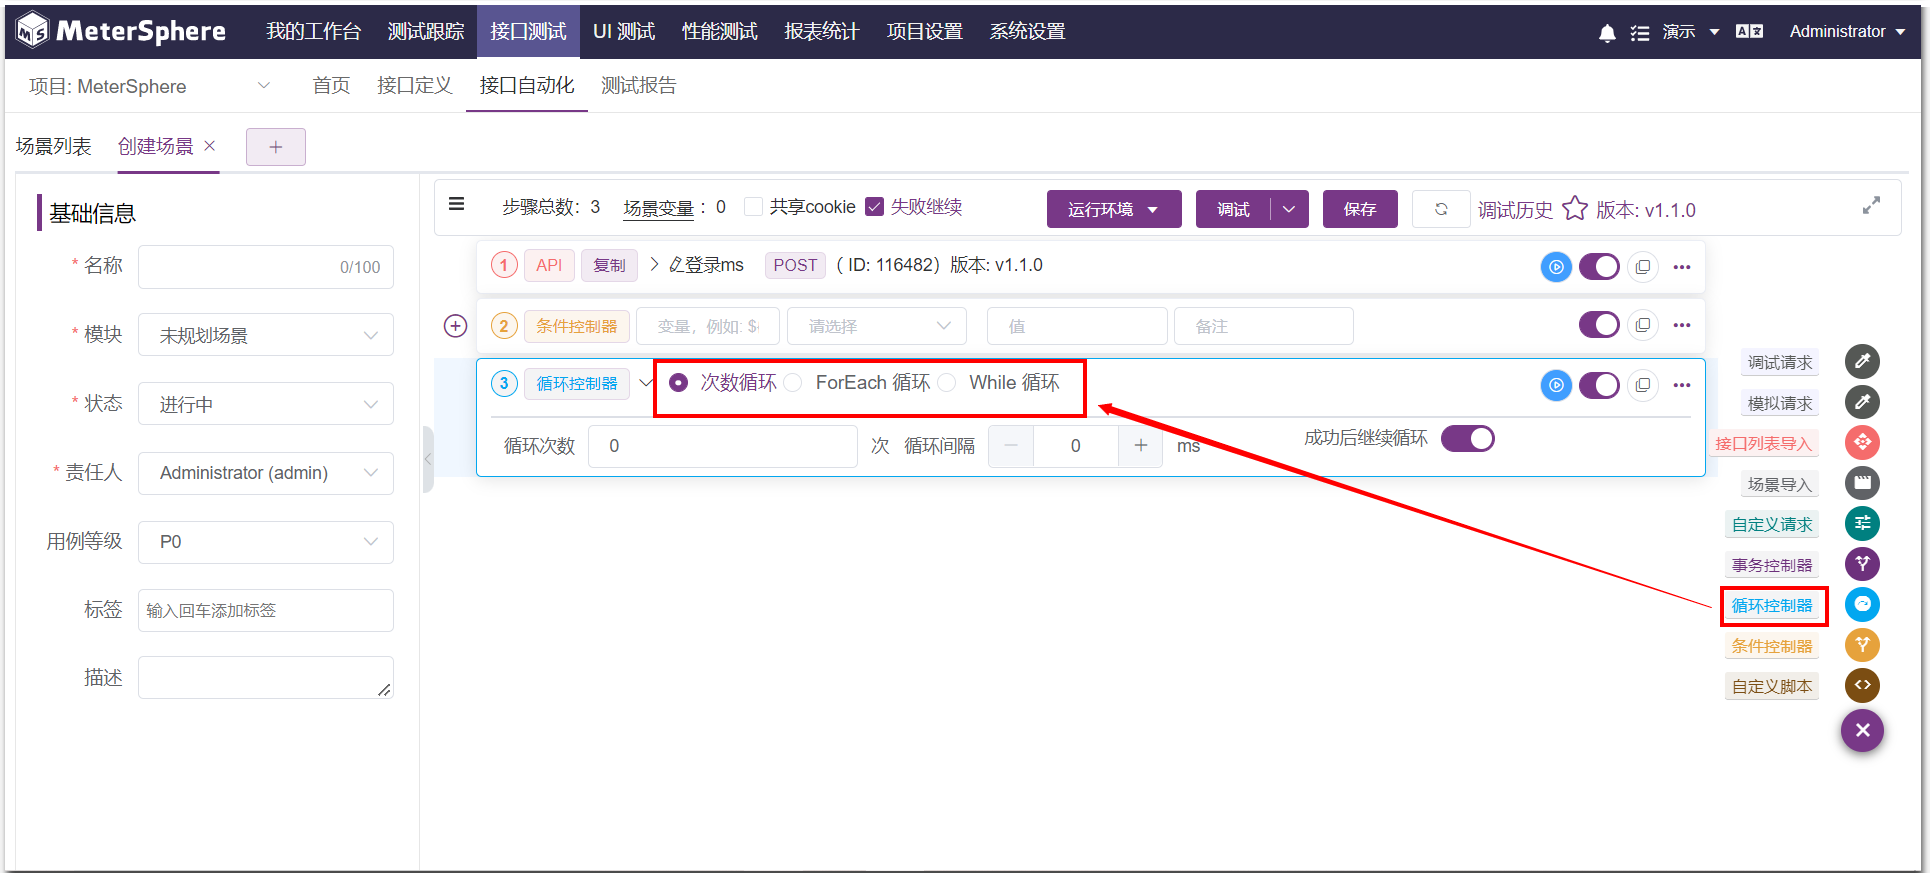 MeterSphere 我的工作台 测试跟踪 接口测试 UI 测试 性能测试 报表统计 项目设置 系统设置 演示 Administrator
项目: MeterSphere 首页 接口定义 接口自动化 测试报告
场景列表 创建场景 × +
基础信息
* 名称 0/100
* 模块 未规划场景
* 状态 进行中
* 责任人 Administrator (admin)
用例等级 P0
标签 输入回车添加标签
描述
步骤总数: 3 场景变量 : 0 共享cookie 失败继续 运行环境 调试 保存 调试历史 版本: v1.1.0
1 API 复制 登录ms POST ( ID: 116482) 版本: v1.1.0
2 条件控制器 变量，例如: $ 请选择 值 备注
3 循环控制器 次数循环 ForEach 循环 While 循环
循环次数 0 次 循环间隔 0 ms 成功后继续循环
调试请求
模拟请求
接口列表导入
场景导入
自定义请求
事务控制器
循环控制器
条件控制器
自定义脚本